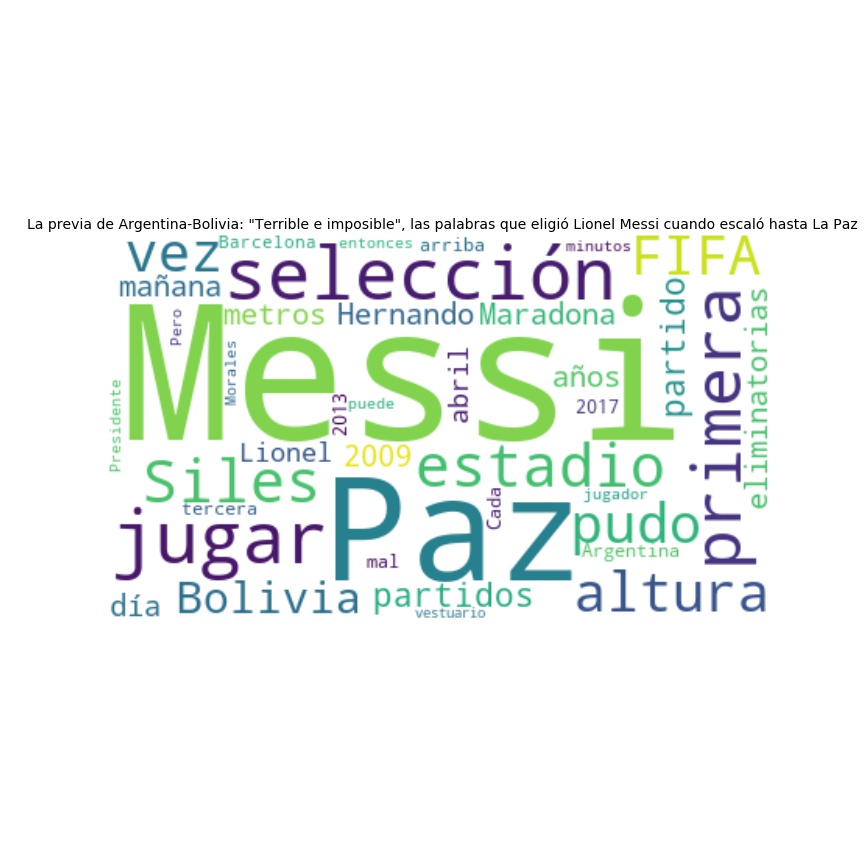 La previa de Argentina-Bolivia: "Terrible e imposible", las palabras que eligió Lionel Messi cuando escaló hasta La Paz
vez
Barcelona
entonces
arriba
minutos
FIFA
mañana
selección
metros
Hernando
Maradona
partido
primera
eliminatorias
Pero
Messi
Morales
Presidente
2013
puede
abril
años
2017
Lionel
2009
estadio
Siles
tercera
jugar
Paz
Cada
jugador
pudo
Argentina
mal
día
Bolivia
partidos
vestuario
altura